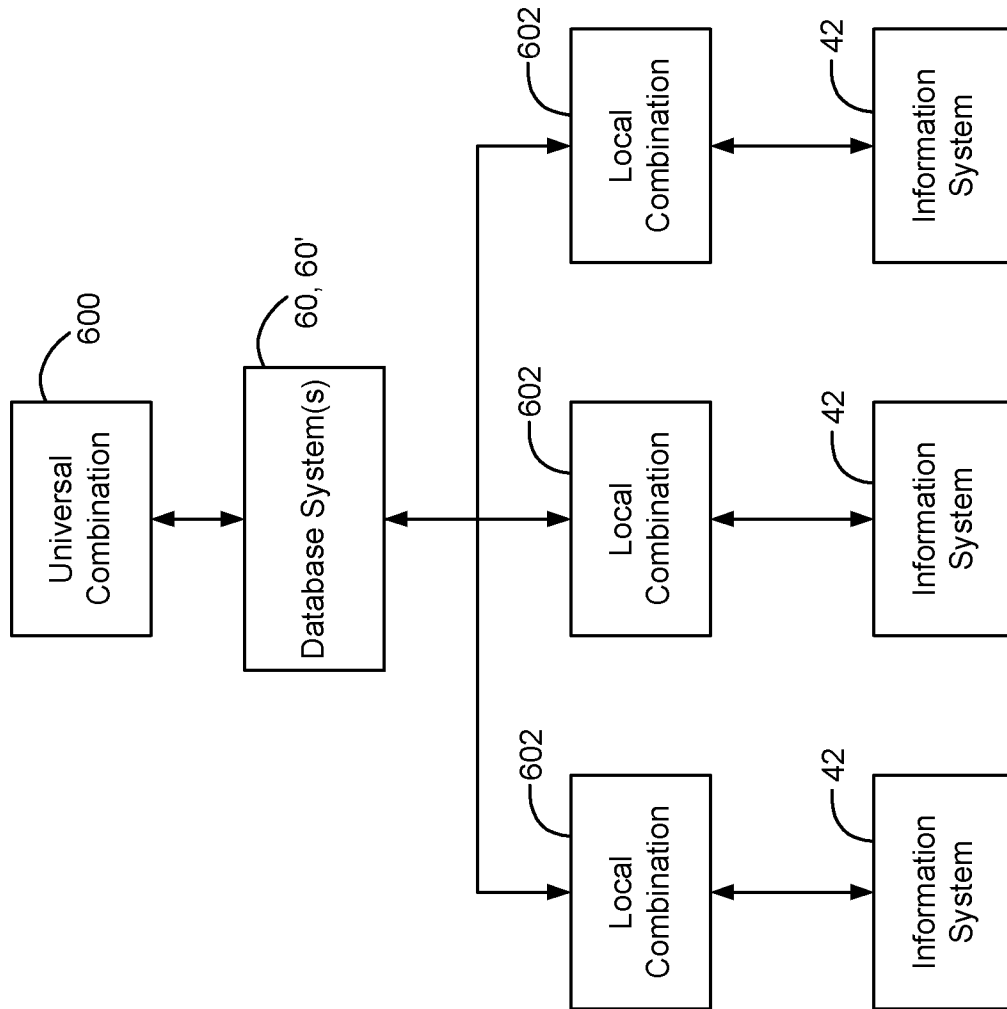 600
Universal
Combination
60, 60'
Database System(s)
602
602
602
Local
Combination
Local
Combination
Local
Combination
42
42
42
Information
System
Information
System
Information
System